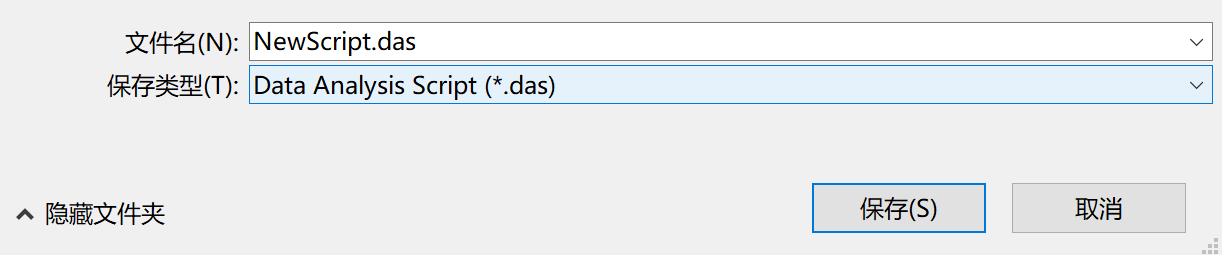 文件名(N): NewScript.das
保存类型(T): Data Analysis Script (*.das)
隐藏文件夹 保存(S) 取消